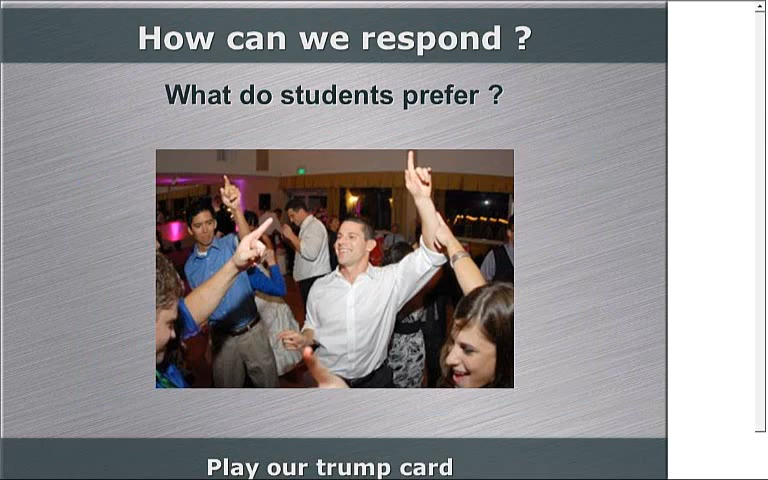 How can we respond ?
What do students prefer ?
Play our trump card